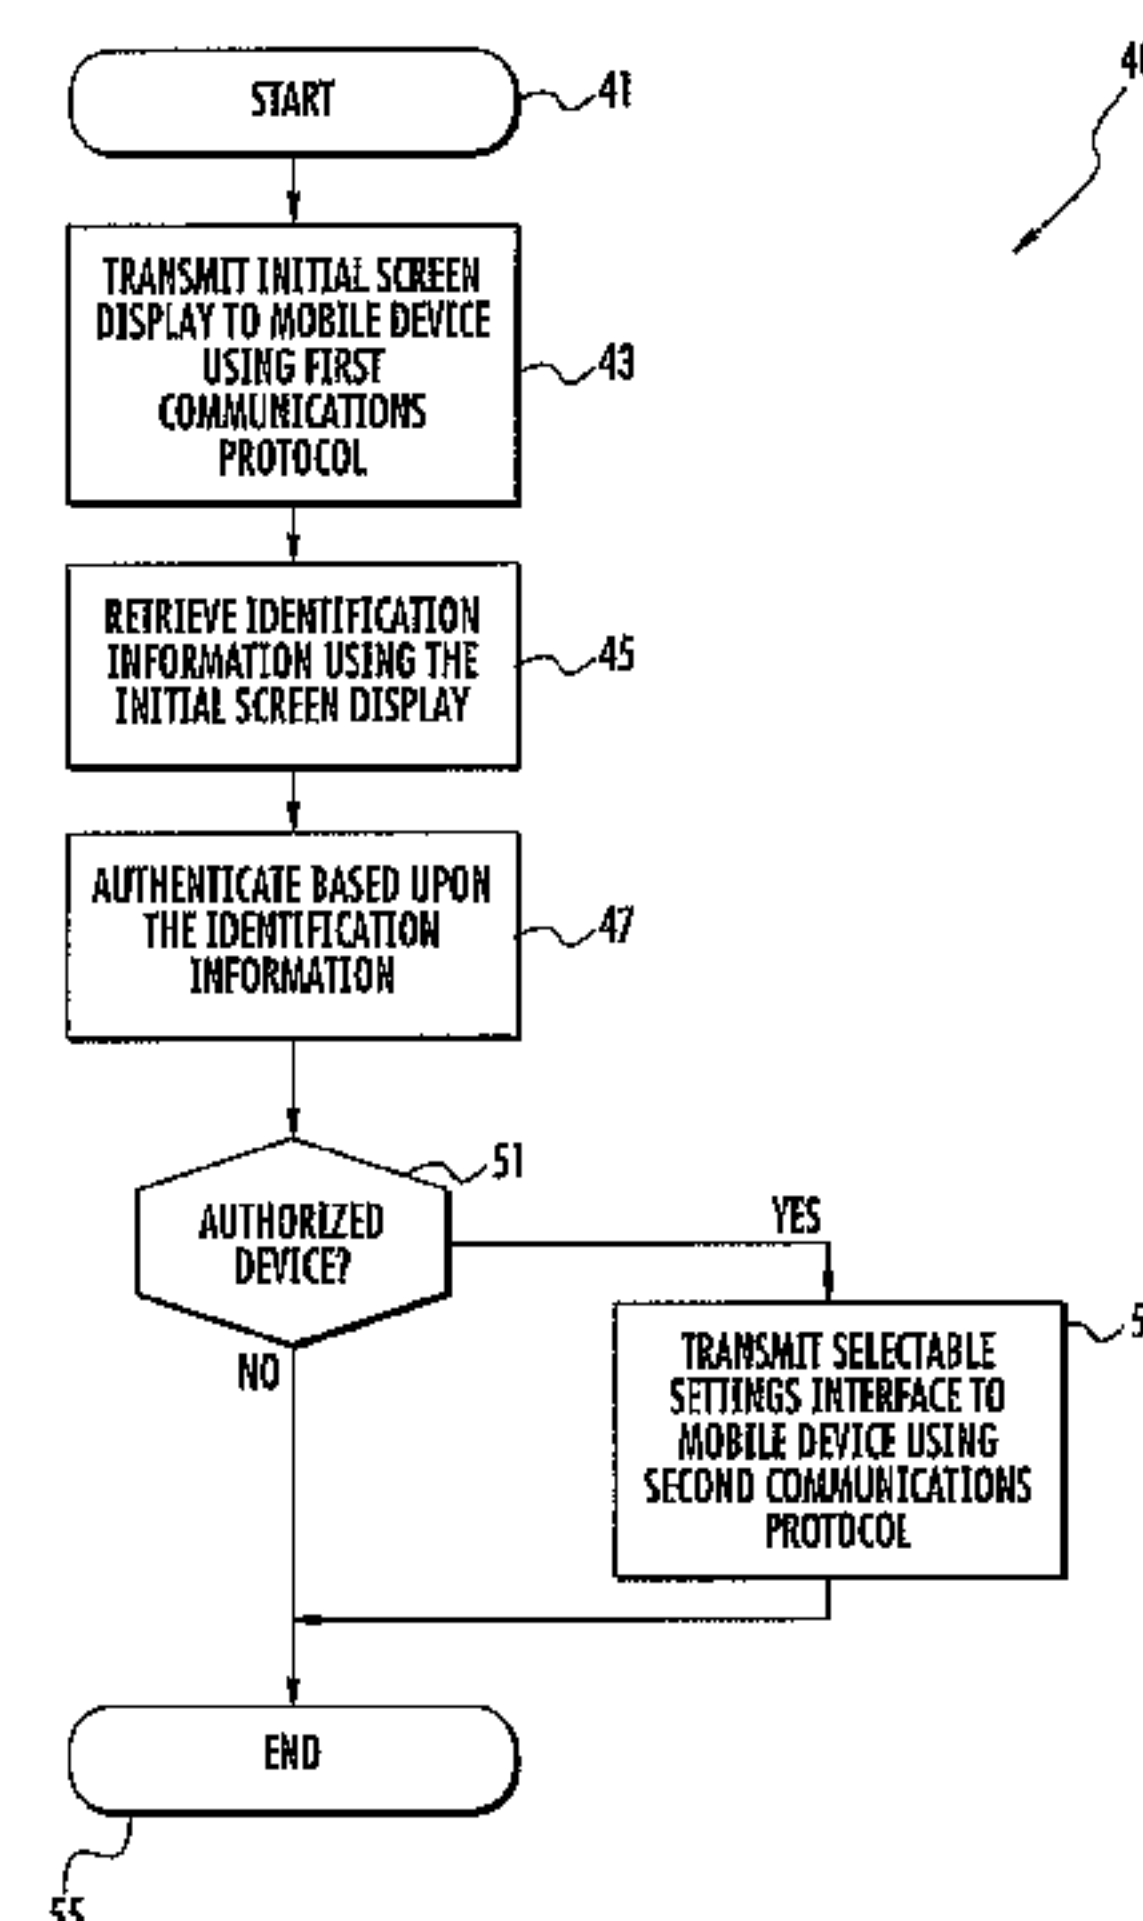 START
41
TRANSMIT INITIAL SCREEN
DISPLAY TO MOBILE DEVICE
USING FIRST
COMMUNICATIONS
PROTOCOL
43
RETRIEVE IDENTIFICATION
INFORMATION USING THE
INITIAL SCREEN DISPLAY
45
AUTHENTICATE BASED UPON
THE IDENTIFICATION
INFORMATION
47
AUTHORIZED
DEVICE?
51
YES
NO
TRANSMIT SELECTABLE
SETTINGS INTERFACE TO
MOBILE DEVICE USING
SECOND COMMUNICATIONS
PROTOCOL
END
55